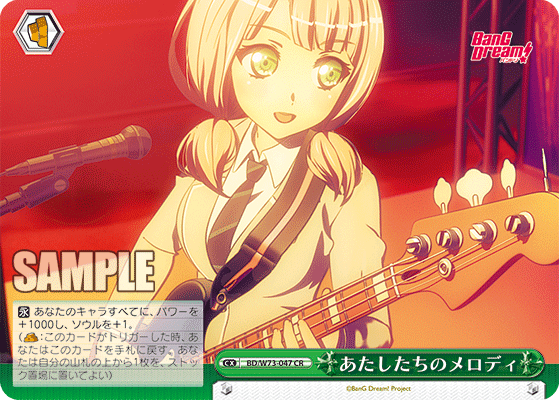 BanG
Dream!
バンドリ!
SAMPLE
永 あなたのキャラすべてに、パワーを
+1000し、ソウルを+1。
(:このカードがトリガーした時、あ
なたはこのカードを手札に戻す。あな
たは自分の山札の上から1枚を、ストッ
ク置場に置いてよい)
CX
BD/W73-047 CR
あたしたちのメロディ
©BanG Dream! Project